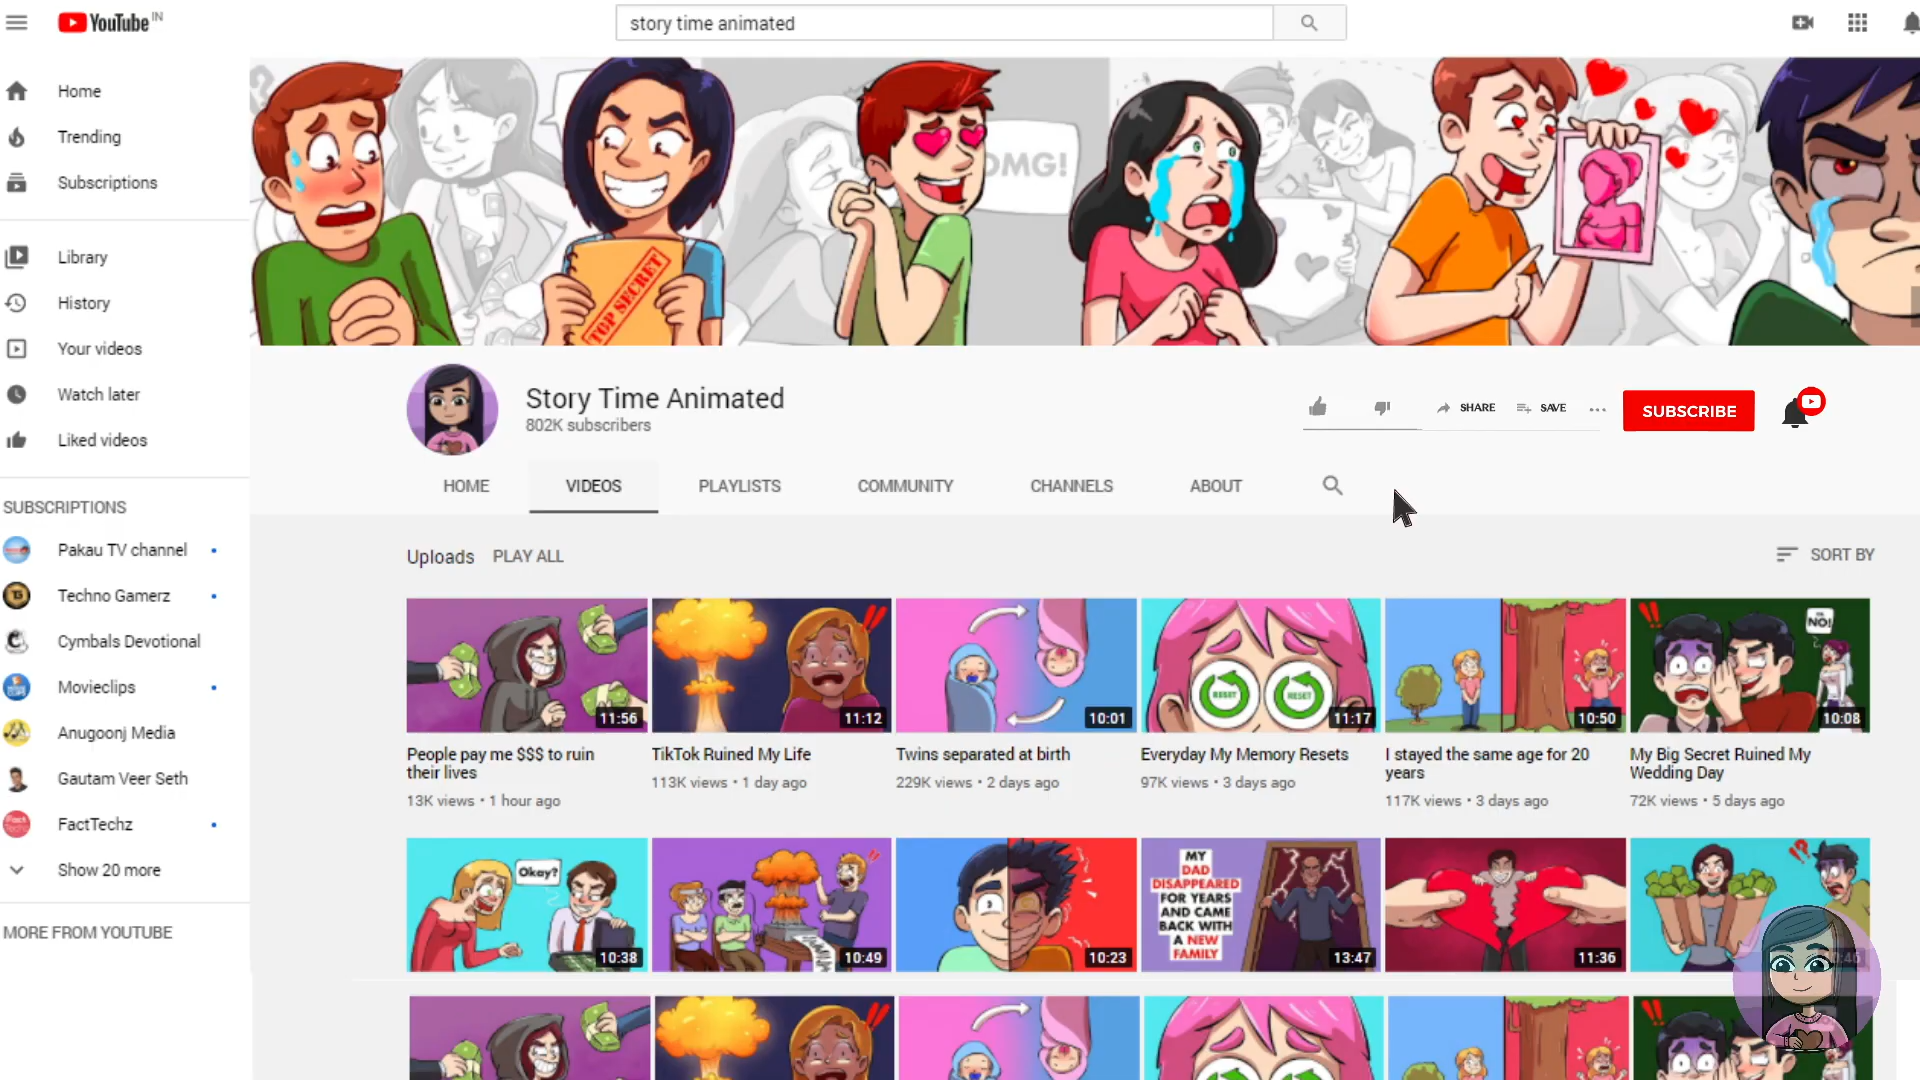 YouTube IN
story time animated
Home
Trending
Subscriptions
Library
History
Your videos
Watch later
Liked videos
SUBSCRIPTIONS
Pakau TV channel
Techno Gamerz
Cymbals Devotional
Movieclips
Anugoonj Media
Gautam Veer Seth
FactTechz
Show 20 more
MORE FROM YOUTUBE
OMG!
TOP SECRET
Story Time Animated
802K subscribers
SHARE
SAVE
SUBSCRIBE
HOME
VIDEOS
PLAYLISTS
COMMUNITY
CHANNELS
ABOUT
Uploads
PLAY ALL
SORT BY
11:56
People pay me $$$ to ruin
their lives
13K views • 1 hour ago
!!
11:12
TikTok Ruined My Life
113K views • 1 day ago
10:01
Twins separated at birth
229K views • 2 days ago
RESET
RESET
11:17
Everyday My Memory Resets
97K views • 3 days ago
10:50
I stayed the same age for 20
years
117K views • 3 days ago
!!
NO!
10:08
My Big Secret Ruined My
Wedding Day
72K views • 5 days ago
Okay?
10:38
10:49
10:23
MY
DAD
DISAPPEARED
FOR YEARS
AND CAME
BACK WITH
A NEW
FAMILY
13:47
11:36
!?
!!
!!